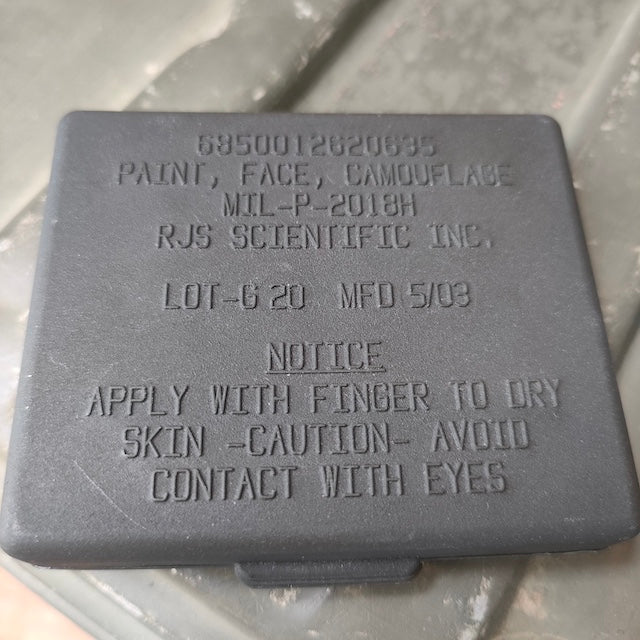 6850012620635
PAINT, FACE, CAMOUFLAGE
MIL-P-2018H
RJS SCIENTIFIC INC.
LOT-G 20 MFD 5/03
NOTICE
APPLY WITH FINGER TO DRY
SKIN -CAUTION- AVOID
CONTACT WITH EYES